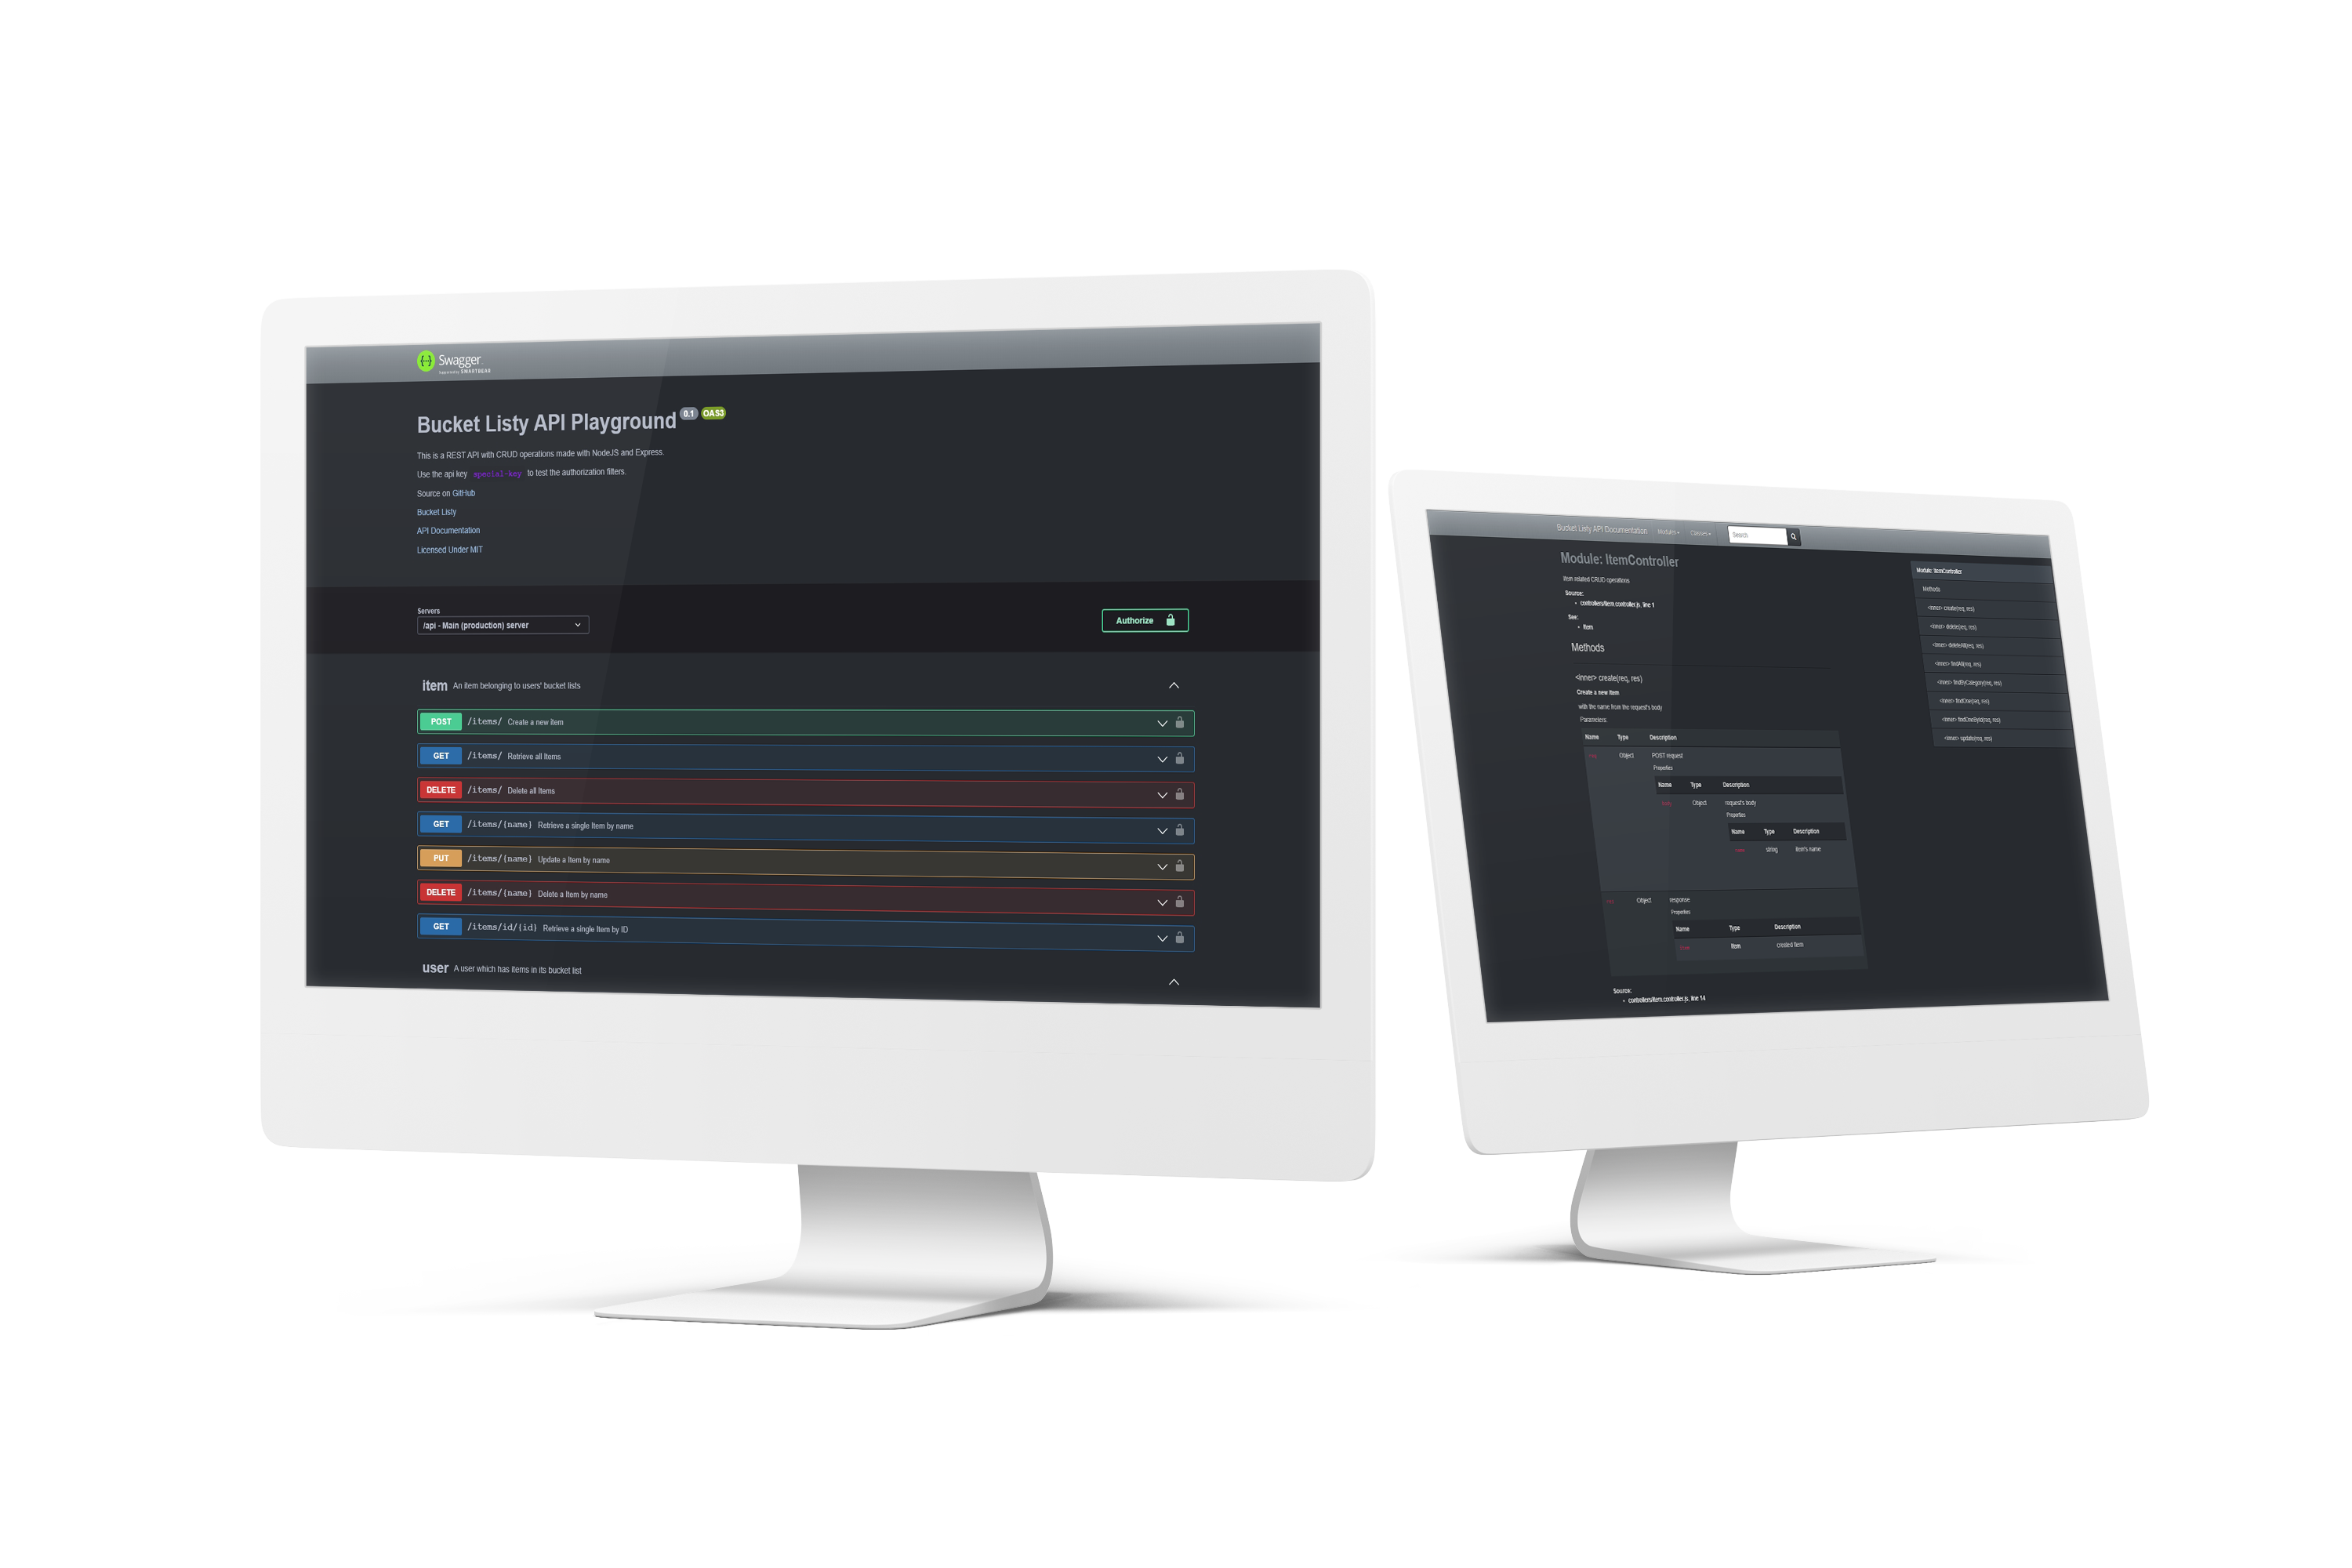 Swagger
Supported by SMARTBEAR
Bucket Listy API Playground 0.1 OAS3
This is a REST API with CRUD operations made with NodeJS and Express.
Use the api key special-key to test the authorization filters.
Source on GitHub
Bucket Listy
API Documentation
Licensed Under MIT
Servers
/api - Main (production) server
Authorize
item An item belonging to users' bucket lists
POST /items/ Create a new item
GET /items/ Retrieve all Items
DELETE /items/ Delete all Items
GET /items/{name} Retrieve a single Item by name
PUT /items/{name} Update a Item by name
DELETE /items/{name} Delete a Item by name
GET /items/id/{id} Retrieve a single Item by ID
user A user which has items in its bucket list
Bucket Listy API Documentation Modules Classes Search
Module: ItemController
Item related CRUD operations
Source:
controllers/item.controller.js, line 1
See:
Item
Methods
<inner> create(req, res)
Create a new item
with the name from the request's body
Parameters:
Name Type Description
req Object POST request
Properties
Name Type Description
body Object request's body
Properties
Name Type Description
name string item's name
Object response
Properties
Name Type Description
Item created item
Source:
controllers/item.controller.js, line 14
Module: ItemController
Methods
<inner> create(req, res)
<inner> delete(req, res)
<inner> deleteAll(req, res)
<inner> findAll(req, res)
<inner> findByCategory(req, res)
<inner> findOne(req, res)
<inner> findOneById(req, res)
<inner> update(req, res)